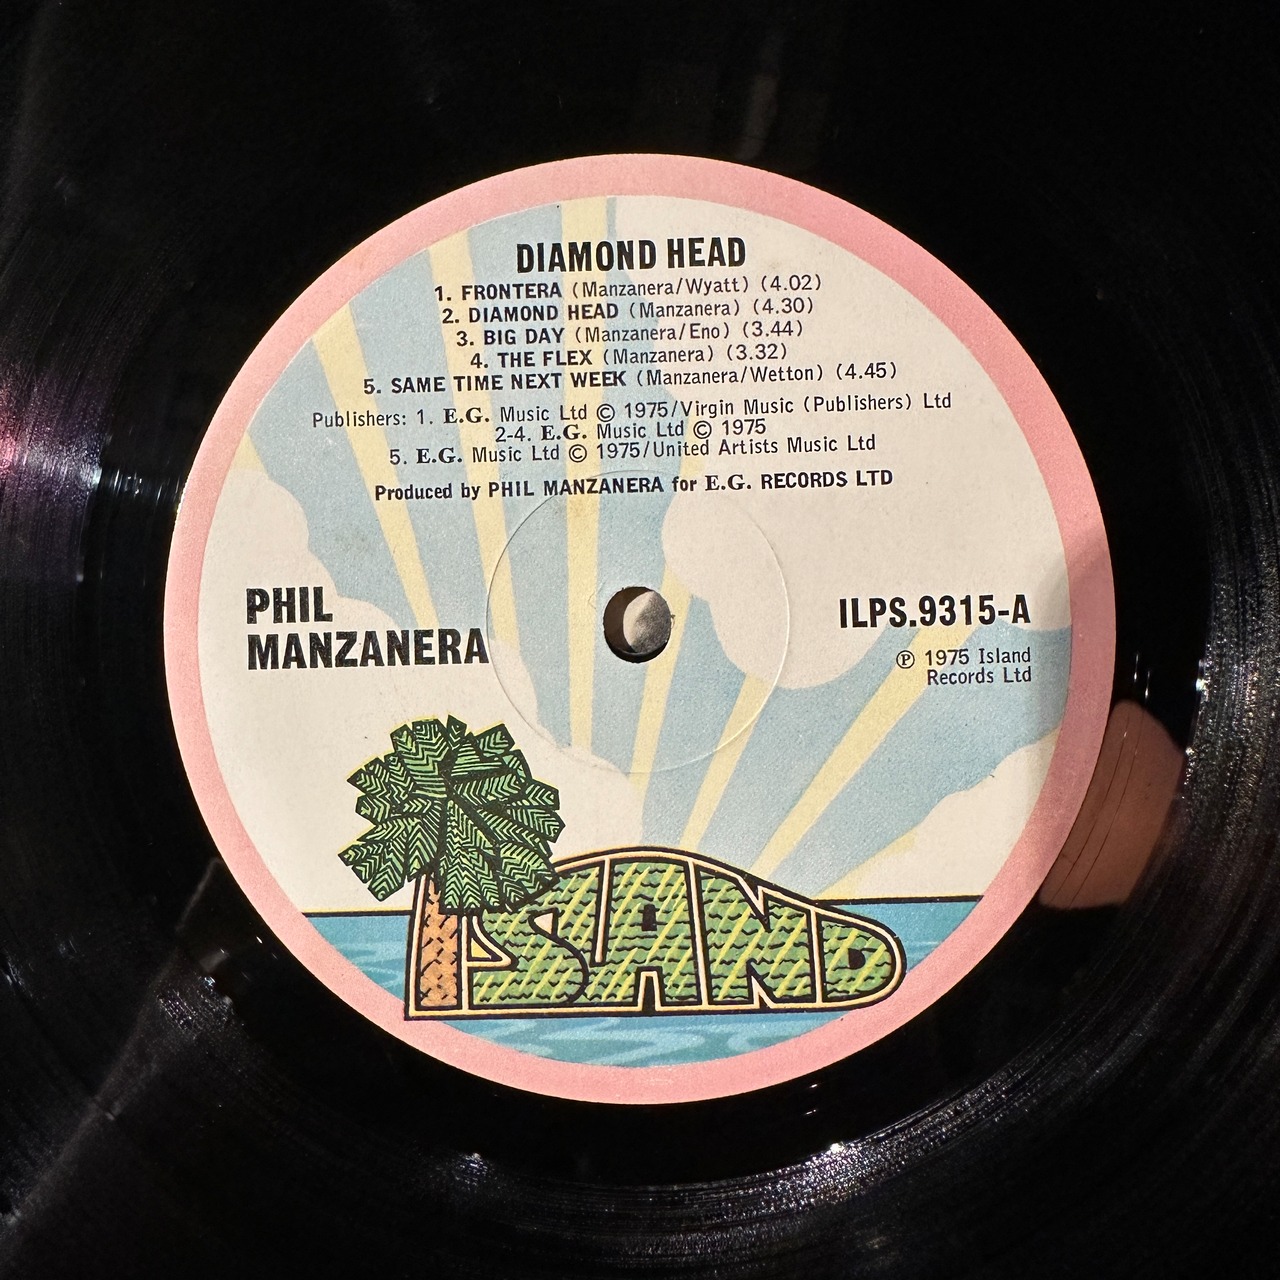 DIAMOND HEAD
1. FRONTERA (Manzanera/Wyatt) (4.02)
2. DIAMOND HEAD (Manzanera) (4.30)
3. BIG DAY (Manzanera/Eno) (3.44)
4. THE FLEX (Manzanera) (3.32)
5. SAME TIME NEXT WEEK (Manzanera/Wetton) (4.45)
Publishers: 1. E.G. Music Ltd © 1975/Virgin Music (Publishers) Ltd
2-4. E.G. Music Ltd © 1975
5. E.G. Music Ltd © 1975/United Artists Music Ltd
Produced by PHIL MANZANERA for E.G. RECORDS LTD
PHIL
MANZANERA
ILPS.9315-A
℗ 1975 Island
Records Ltd
ISLAND